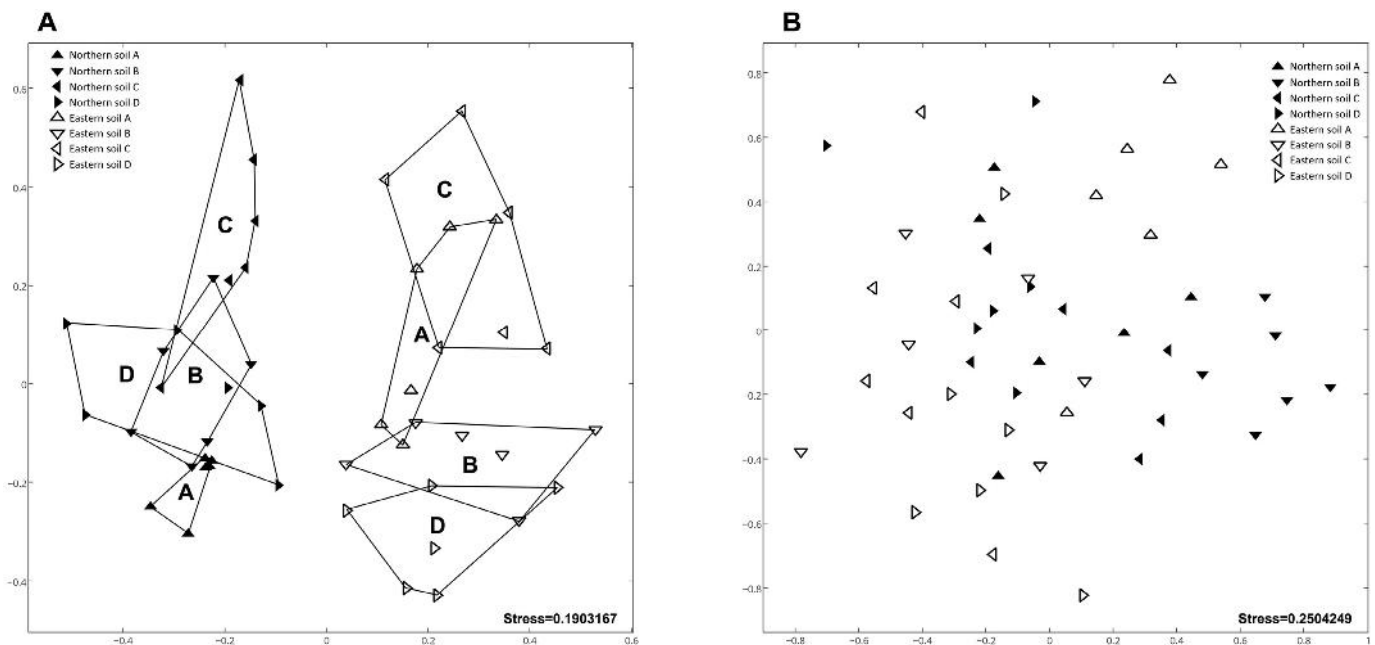 A
Northern soil A
Northern soil B
Northern soil C
Northern soil D
Eastern soil A
Eastern soil B
Eastern soil C
Eastern soil D
0.6
0.4
0.2
0
−0.2
−0.4
−0.4
−0.2
0
0.2
0.4
0.6
C
D
B
A
C
A
B
D
Stress=0.1903167
B
Northern soil A
Northern soil B
Northern soil C
Northern soil D
Eastern soil A
Eastern soil B
Eastern soil C
Eastern soil D
0.8
0.6
0.4
0.2
0
−0.2
−0.4
−0.6
−0.8
−0.8
−0.6
−0.4
−0.2
0
0.2
0.4
0.6
0.8
1
Stress=0.2504249